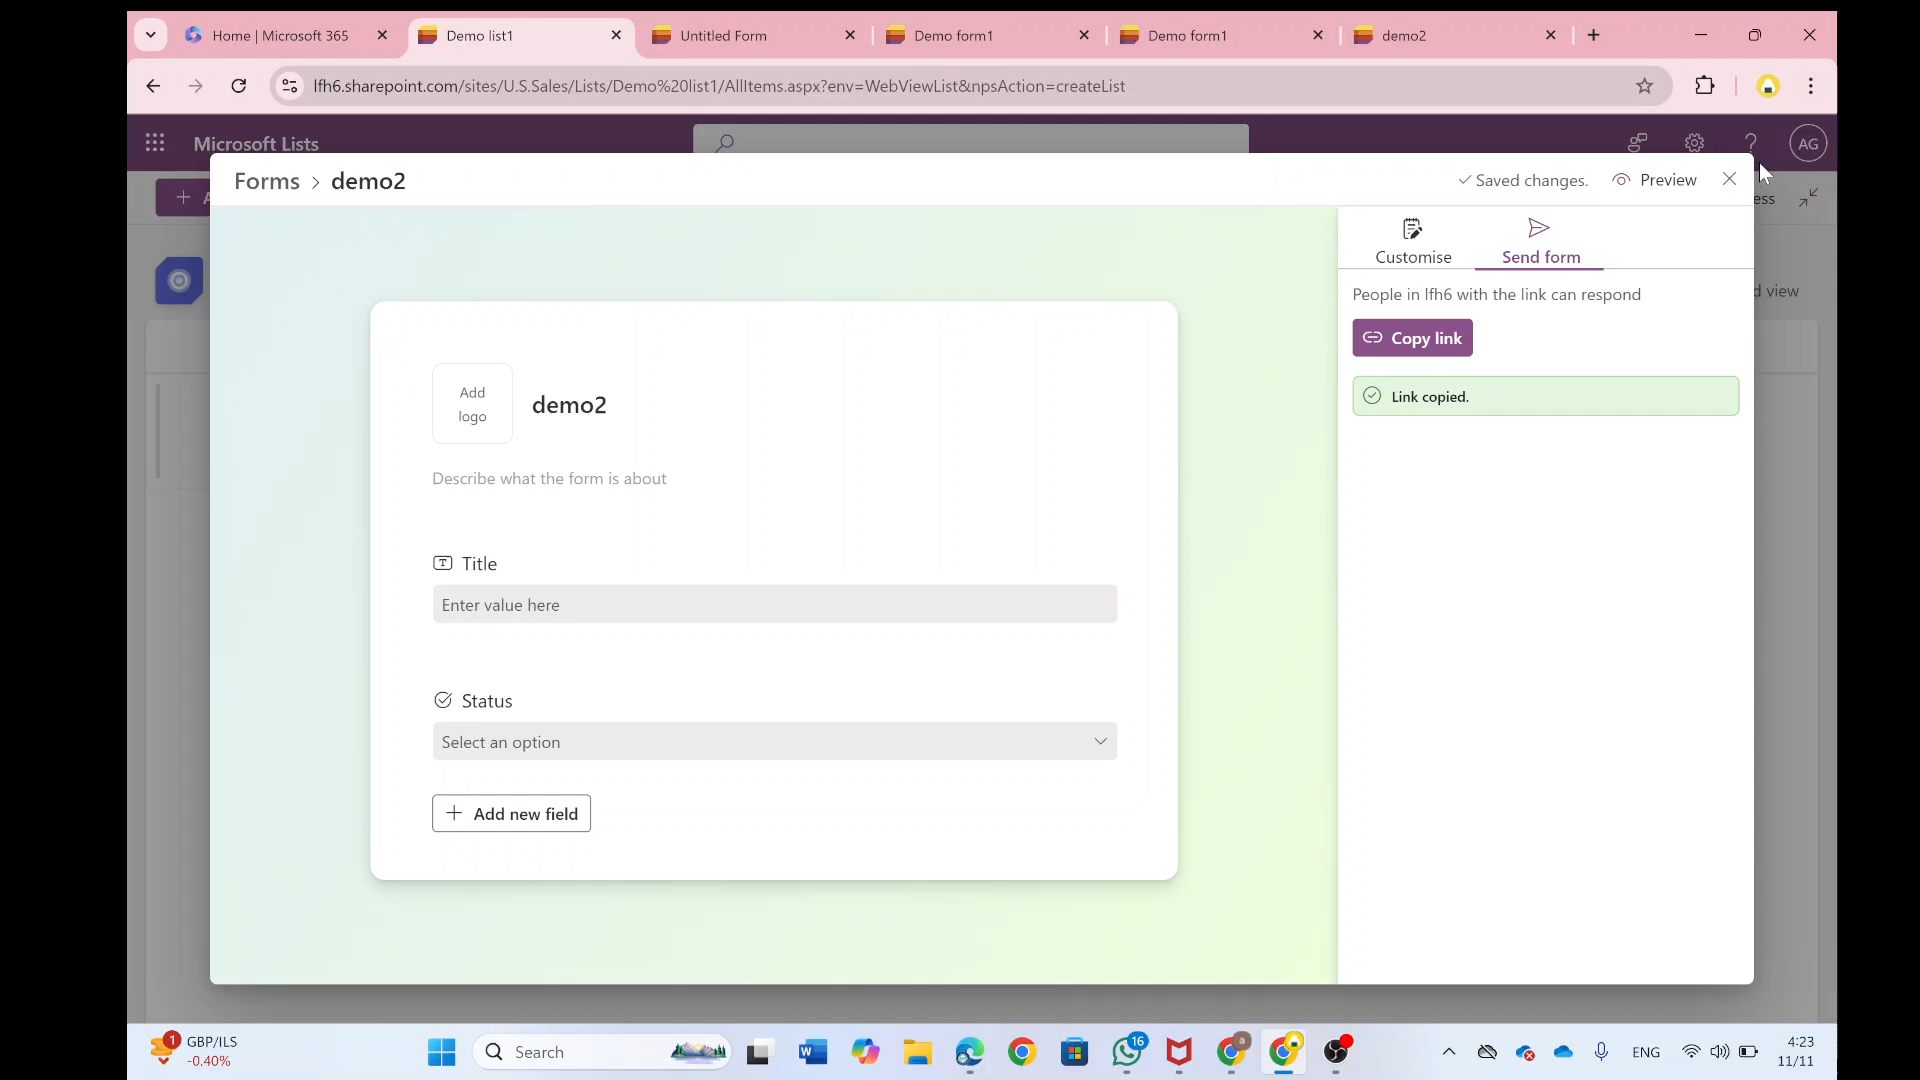 Home | Microsoft 365
Demo list1
Untitled Form
Demo form1
Demo form1
demo2
lfh6.sharepoint.com/sites/U.S.Sales/Lists/Demo%20list1/AllItems.aspx?env=WebViewList&npsAction=createList
Microsoft Lists
AG
Forms > demo2
Saved changes.
Preview
A
ess
Customise
Send form
People in lfh6 with the link can respond
Copy link
Link copied.
d view
Add
logo
demo2
Describe what the form is about
Title
Enter value here
Status
Select an option
Add new field
1
GBP/ILS
-0.40%
Search
16
a
ENG
4:23
11/11